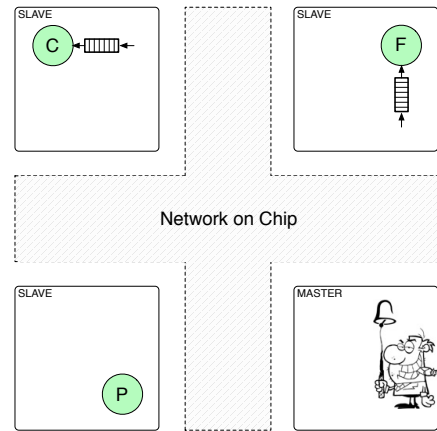 SLAVE
C
SLAVE
F
Network on Chip
SLAVE
P
MASTER